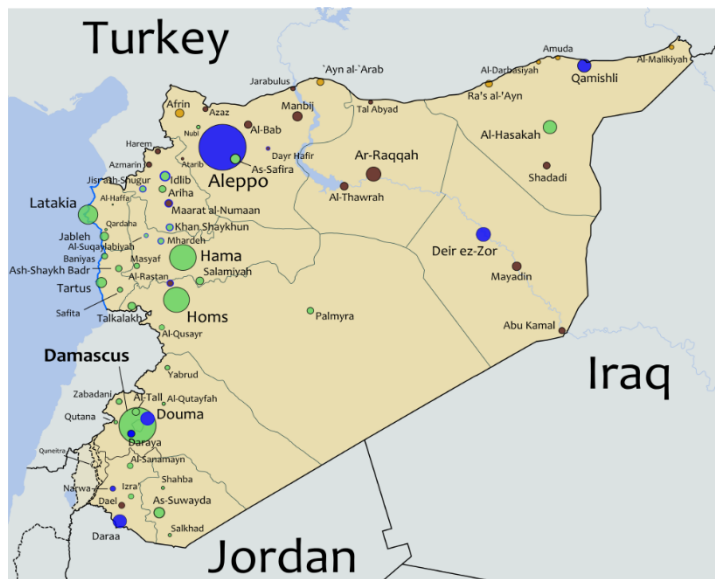 Turkey
Amuda
Al-Malikiyah
Al-Darbasiyah
Qamishli
Jarabulus
`Ayn al-`Arab
Ra's al-'Ayn
Afrin
Azaz
Manbij
Tal Abyad
Nubl
Al-Bab
Al-Hasakah
Harem
Atarib
Dayr Hafir
As-Safira
Azmarin
Aleppo
Ar-Raqqah
Shadadi
Jisr ash-Shugur
Idlib
Ariha
Al-Thawrah
Al-Haffa
Maarat al-Numaan
Latakia
Qardaha
Khan Shaykhun
Jableh
Al-Suqaylabiyah
Mhardeh
Deir ez-Zor
Baniyas
Masyaf
Hama
Ash-Shaykh Badr
Al-Rastan
Salamiyah
Mayadin
Tartus
Safita
Homs
Talkalakh
Palmyra
Abu Kamal
Al-Qusayr
Damascus
Iraq
Yabrud
Zabadani
Al-Tall
Al-Qutayfah
Qutana
Douma
Daraya
Quneitra
Al-Sanamayn
Nawa
Izra'
Shahba
Dael
As-Suwayda
Daraa
Salkhad
Jordan